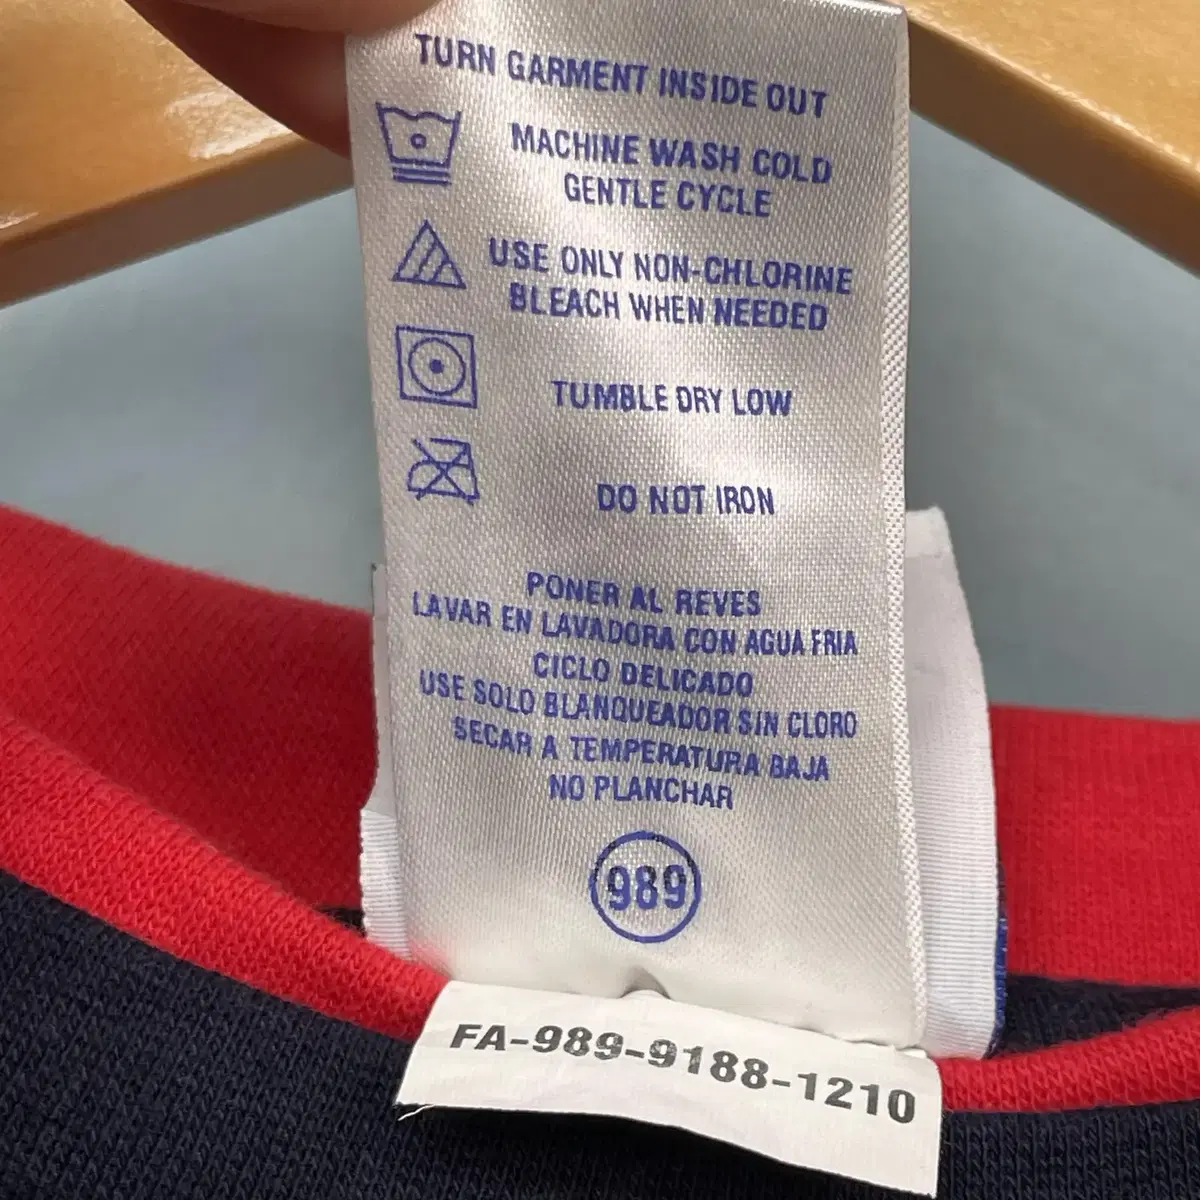 TURN GARMENT INSIDE OUT
MACHINE WASH COLD
GENTLE CYCLE
USE ONLY NON-CHLORINE
BLEACH WHEN NEEDED
TUMBLE DRY LOW
DO NOT IRON
PONER AL REVES
LAVAR EN LAVADORA CON AGUA FRIA
CICLO DELICADO
USE SOLO BLANQUEADOR SIN CLORO
SECAR A TEMPERATURA BAJA
NO PLANCHAR
989
FA-989-9188-1210